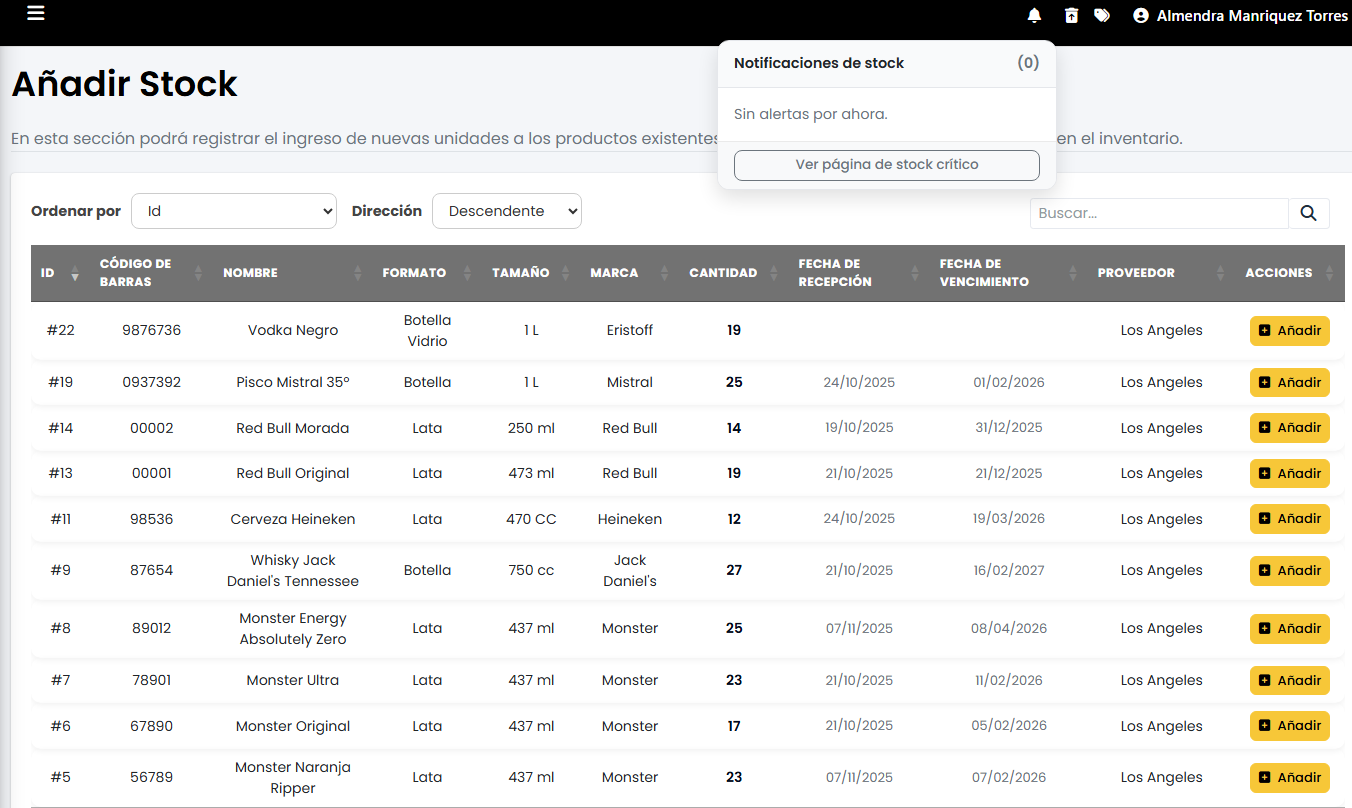 Almendra Manriquez Torres
Notificaciones de stock (0)
Sin alertas por ahora.
Ver página de stock crítico
Añadir Stock
En esta sección podrá registrar el ingreso de nuevas unidades a los productos existentes en el inventario.
Ordenar por Id Dirección Descendente Buscar...
ID CÓDIGO DE BARRAS NOMBRE FORMATO TAMAÑO MARCA CANTIDAD FECHA DE RECEPCIÓN FECHA DE VENCIMIENTO PROVEEDOR ACCIONES
#22 9876736 Vodka Negro Botella Vidrio 1 L Eristoff 19 Los Angeles Añadir
#19 0937392 Pisco Mistral 35° Botella 1 L Mistral 25 24/10/2025 01/02/2026 Los Angeles Añadir
#14 00002 Red Bull Morada Lata 250 ml Red Bull 14 19/10/2025 31/12/2025 Los Angeles Añadir
#13 00001 Red Bull Original Lata 473 ml Red Bull 19 21/10/2025 21/12/2025 Los Angeles Añadir
#11 98536 Cerveza Heineken Lata 470 CC Heineken 12 24/10/2025 19/03/2026 Los Angeles Añadir
#9 87654 Whisky Jack Daniel's Tennessee Botella 750 cc Jack Daniel's 27 21/10/2025 16/02/2027 Los Angeles Añadir
#8 89012 Monster Energy Absolutely Zero Lata 437 ml Monster 25 07/11/2025 08/04/2026 Los Angeles Añadir
#7 78901 Monster Ultra Lata 437 ml Monster 23 21/10/2025 11/02/2026 Los Angeles Añadir
#6 67890 Monster Original Lata 437 ml Monster 17 21/10/2025 05/02/2026 Los Angeles Añadir
#5 56789 Monster Naranja Ripper Lata 437 ml Monster 23 07/11/2025 07/02/2026 Los Angeles Añadir